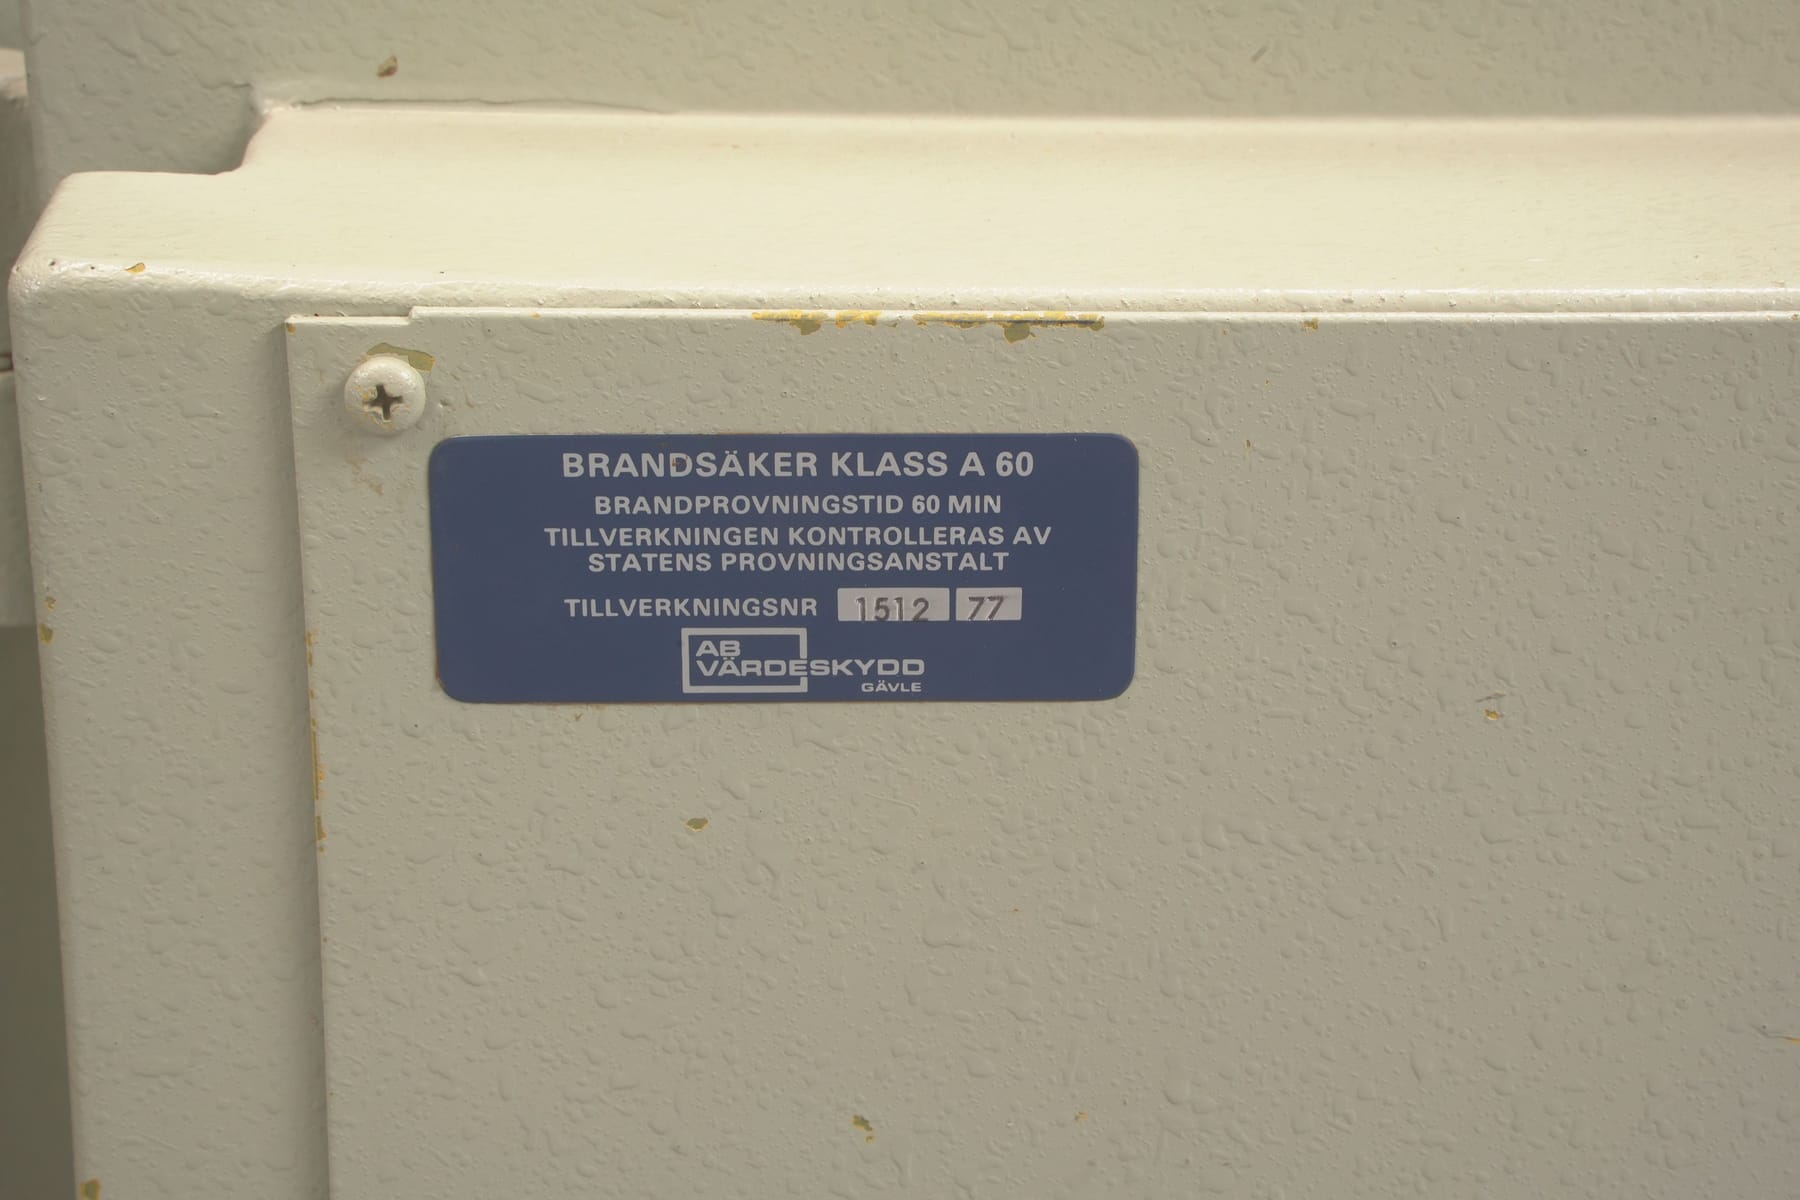 BRANDSÄKER KLASS A 60
BRANDPROVNINGSTID 60 MIN
TILLVERKNINGEN KONTROLLERAS AV
STATENS PROVNINGSANSTALT
TILLVERKNINGSNR 1512 77
AB
VÄRDESKYDD
GÄVLE